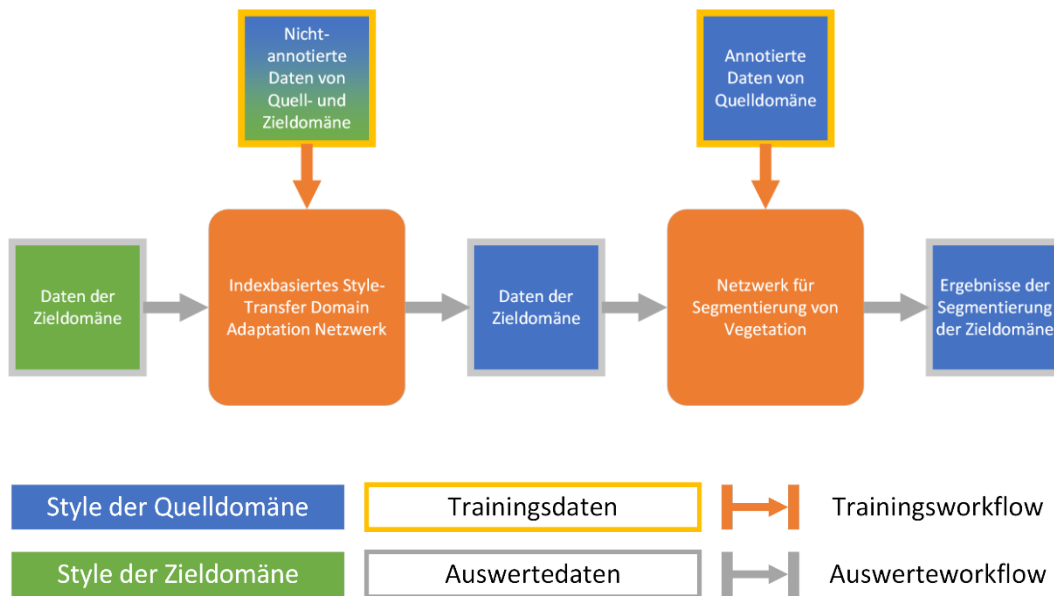 Nicht-
annotierte
Daten von
Quell- und
Zieldomäne
Annotierte
Daten von
Quelldomäne
Daten der
Zieldomäne
Indexbasiertes Style-
Transfer Domain
Adaptation Netzwerk
Daten der
Zieldomäne
Netzwerk für
Segmentierung von
Vegetation
Ergebnisse der
Segmentierung
der Zieldomäne
Style der Quelldomäne
Trainingsdaten
Trainingsworkflow
Style der Zieldomäne
Auswertedaten
Auswerteworkflow